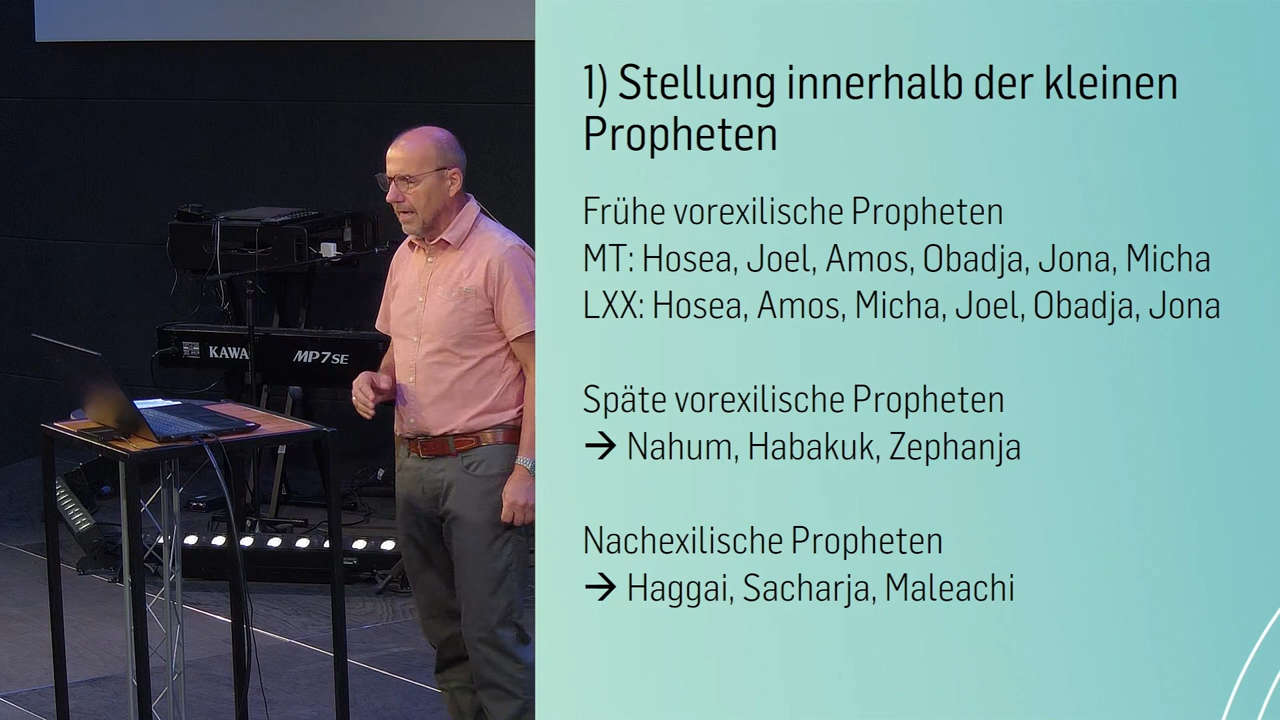 1) Stellung innerhalb der kleinen
Propheten
Frühe vorexilische Propheten
MT: Hosea, Joel, Amos, Obadja, Jona, Micha
LXX: Hosea, Amos, Micha, Joel, Obadja, Jona
Späte vorexilische Propheten
→ Nahum, Habakuk, Zephanja
Nachexilische Propheten
→ Haggai, Sacharja, Maleachi
KAWA
MP7SE